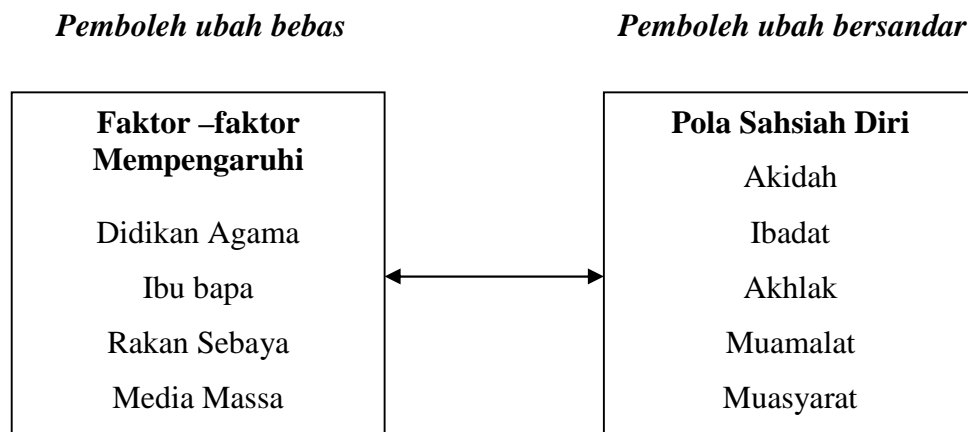 Pemboleh ubah bebas
Pemboleh ubah bersandar
Faktor –faktor
Mempengaruhi
Didikan Agama
Ibu bapa
Rakan Sebaya
Media Massa
Pola Sahsiah Diri
Akidah
Ibadat
Akhlak
Muamalat
Muasyarat